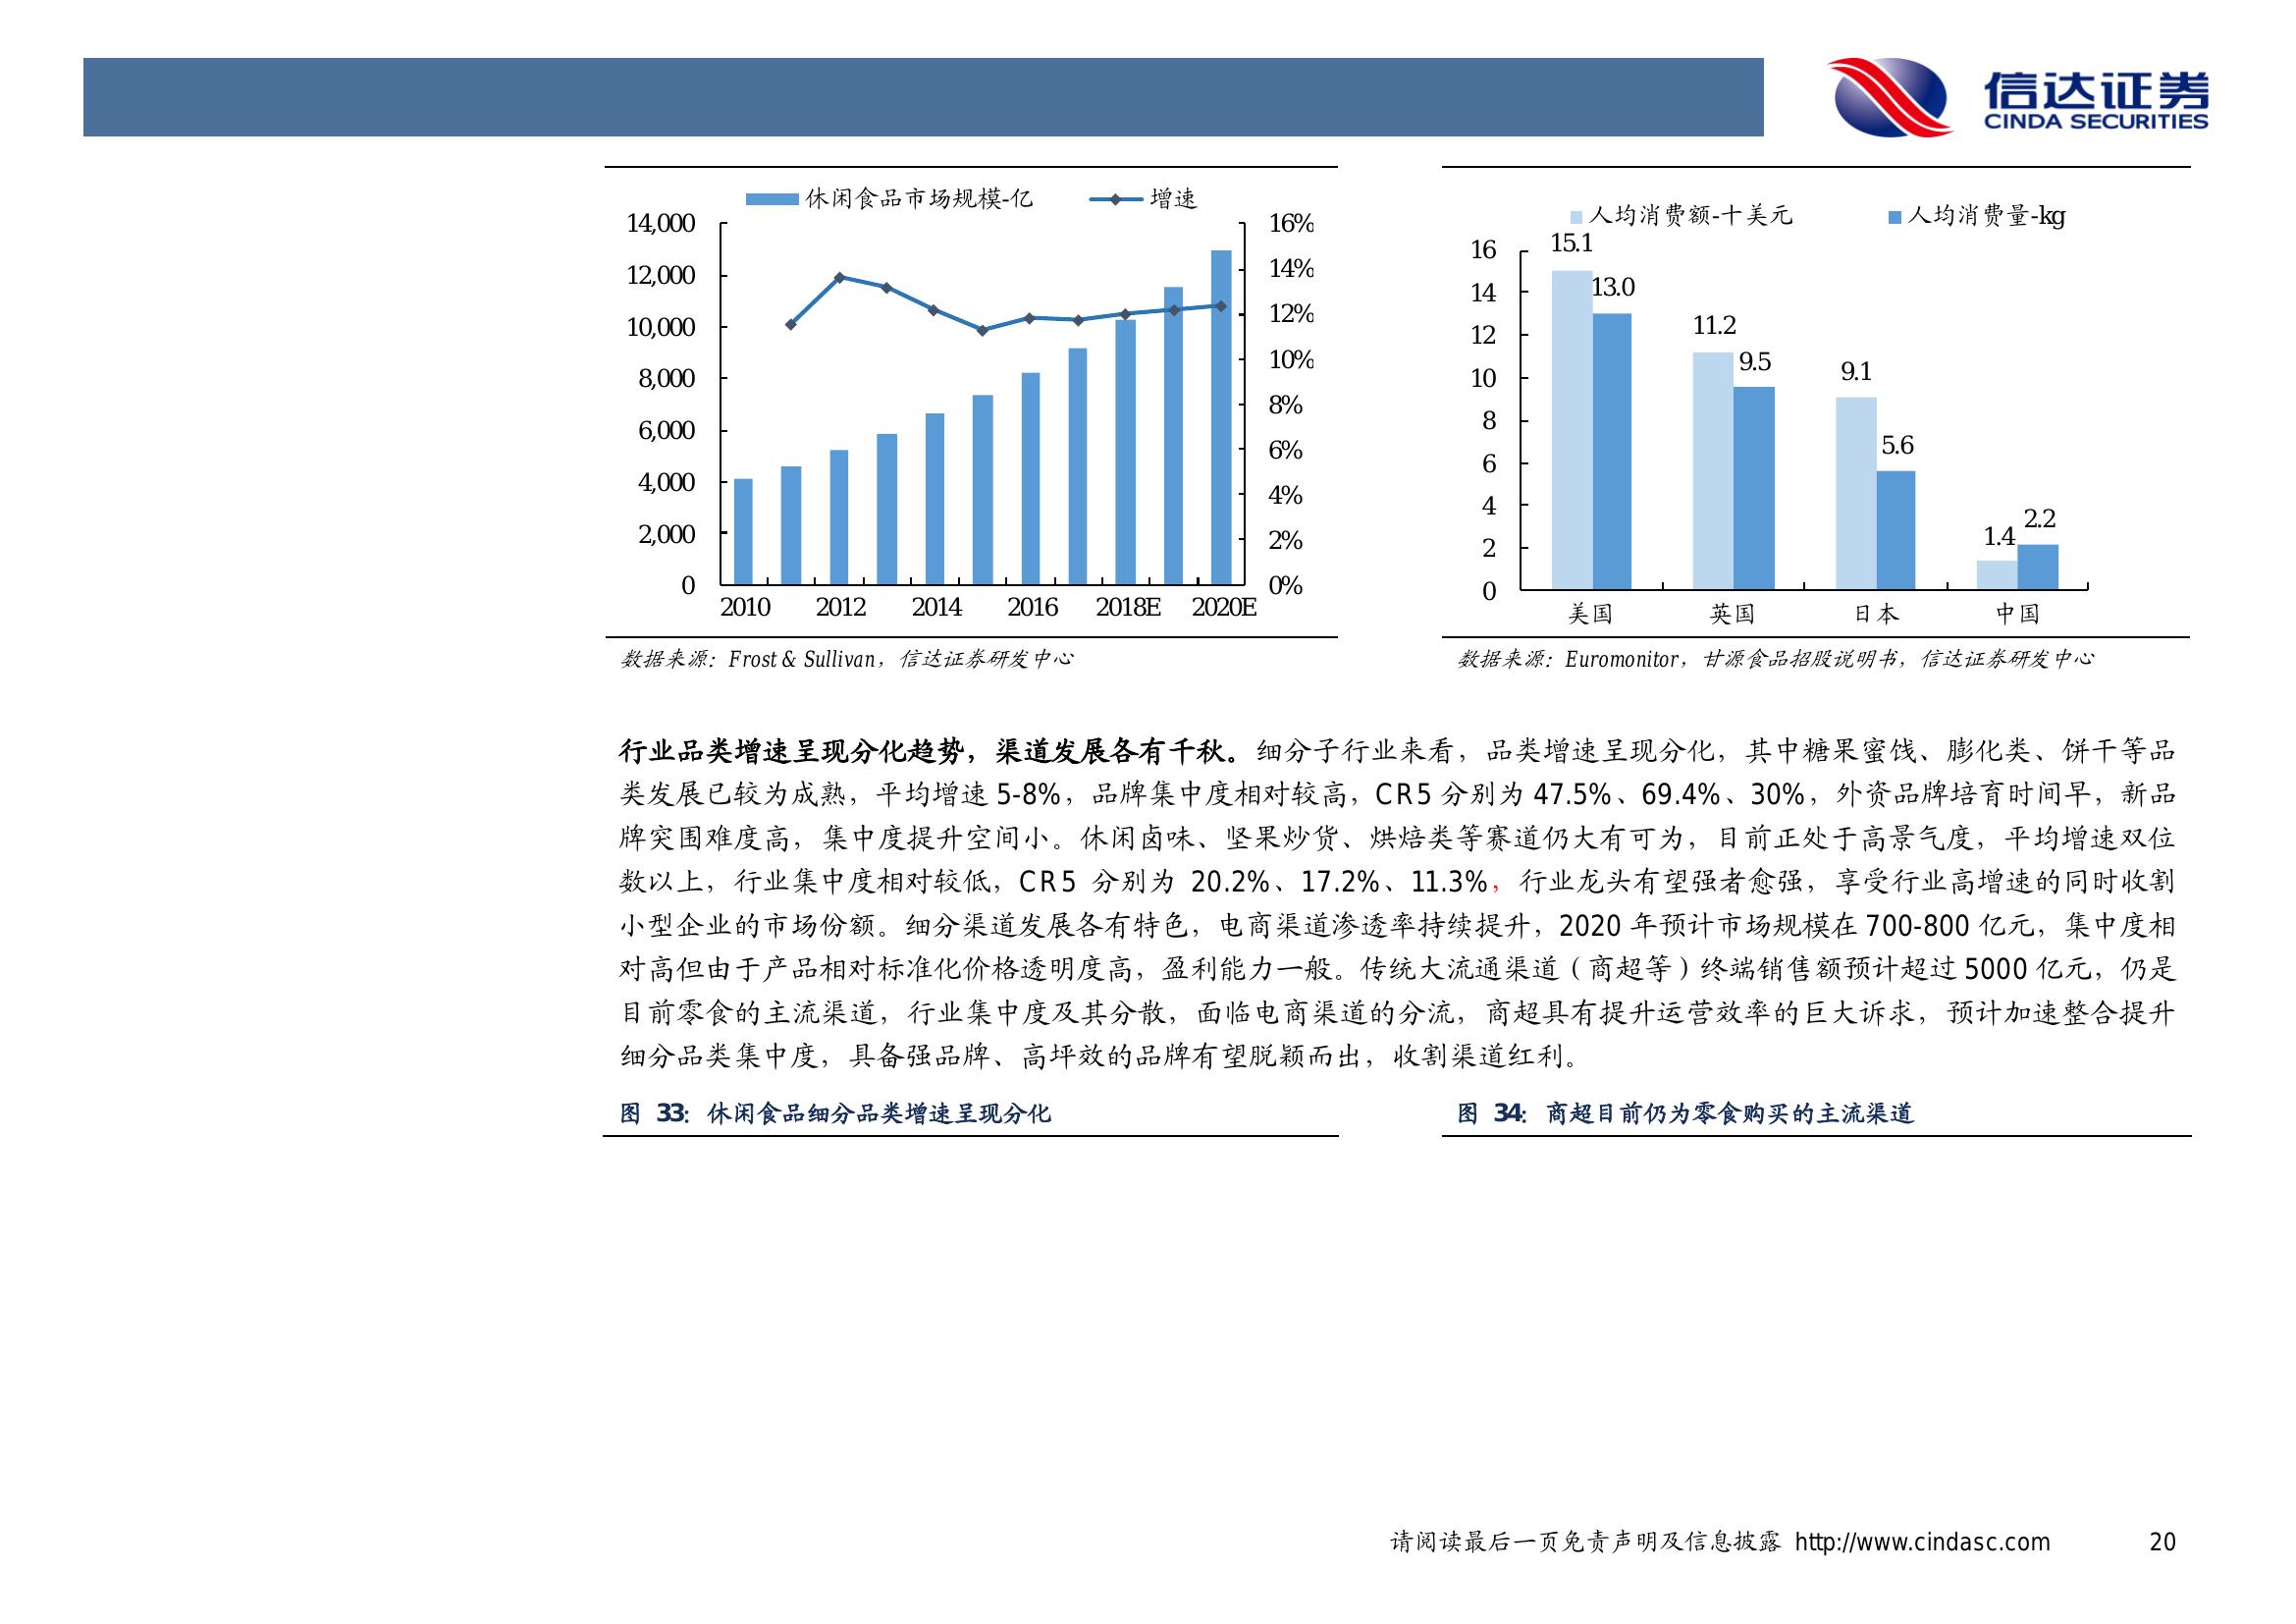 信达证券
CINDA SECURITIES
休闲食品市场规模-亿 增速
14,000
12,000
10,000
8,000
6,000
4,000
2,000
0
16%
14%
12%
10%
8%
6%
4%
2%
0%
2010 2012 2014 2016 2018E 2020E
数据来源：Frost & Sullivan，信达证券研发中心
人均消费额-十美元 人均消费量-kg
16
14
12
10
8
6
4
2
0
15.1
13.0
11.2
9.5
9.1
5.6
1.4
2.2
美国 英国 日本 中国
数据来源：Euromonitor，甘源食品招股说明书，信达证券研发中心
行业品类增速呈现分化趋势，渠道发展各有千秋。细分子行业来看，品类增速呈现分化，其中糖果蜜饯、膨化类、饼干等品
类发展已较为成熟，平均增速 5-8%，品牌集中度相对较高，CR5 分别为 47.5%、69.4%、30%，外资品牌培育时间早，新品
牌突围难度高，集中度提升空间小。休闲卤味、坚果炒货、烘焙类等赛道仍大有可为，目前正处于高景气度，平均增速双位
数以上，行业集中度相对较低，CR5 分别为 20.2%、17.2%、11.3%，行业龙头有望强者愈强，享受行业高增速的同时收割
小型企业的市场份额。细分渠道发展各有特色，电商渠道渗透率持续提升，2020 年预计市场规模在 700-800 亿元，集中度相
对高但由于产品相对标准化价格透明度高，盈利能力一般。传统大流通渠道（商超等）终端销售额预计超过 5000 亿元，仍是
目前零食的主流渠道，行业集中度及其分散，面临电商渠道的分流，商超具有提升运营效率的巨大诉求，预计加速整合提升
细分品类集中度，具备强品牌、高坪效的品牌有望脱颖而出，收割渠道红利。
图 33：休闲食品细分品类增速呈现分化
图 34：商超目前仍为零食购买的主流渠道
请阅读最后一页免责声明及信息披露 http://www.cindasc.com 20